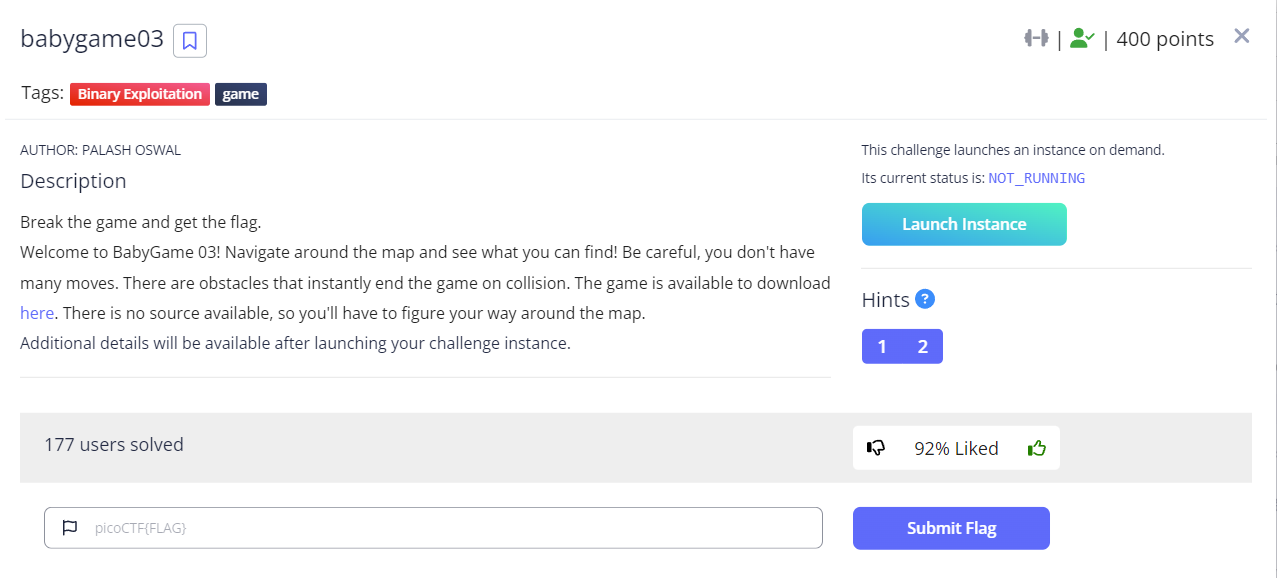 babygame03
| | 400 points
Tags: Binary Exploitation game
AUTHOR: PALASH OSWAL
Description
Break the game and get the flag.
Welcome to BabyGame 03! Navigate around the map and see what you can find! Be careful, you don't have
many moves. There are obstacles that instantly end the game on collision. The game is available to download
here. There is no source available, so you'll have to figure your way around the map.
Additional details will be available after launching your challenge instance.
This challenge launches an instance on demand.
Its current status is: NOT_RUNNING
Launch Instance
Hints ?
1 2
177 users solved
92% Liked
picoCTF{FLAG}
Submit Flag